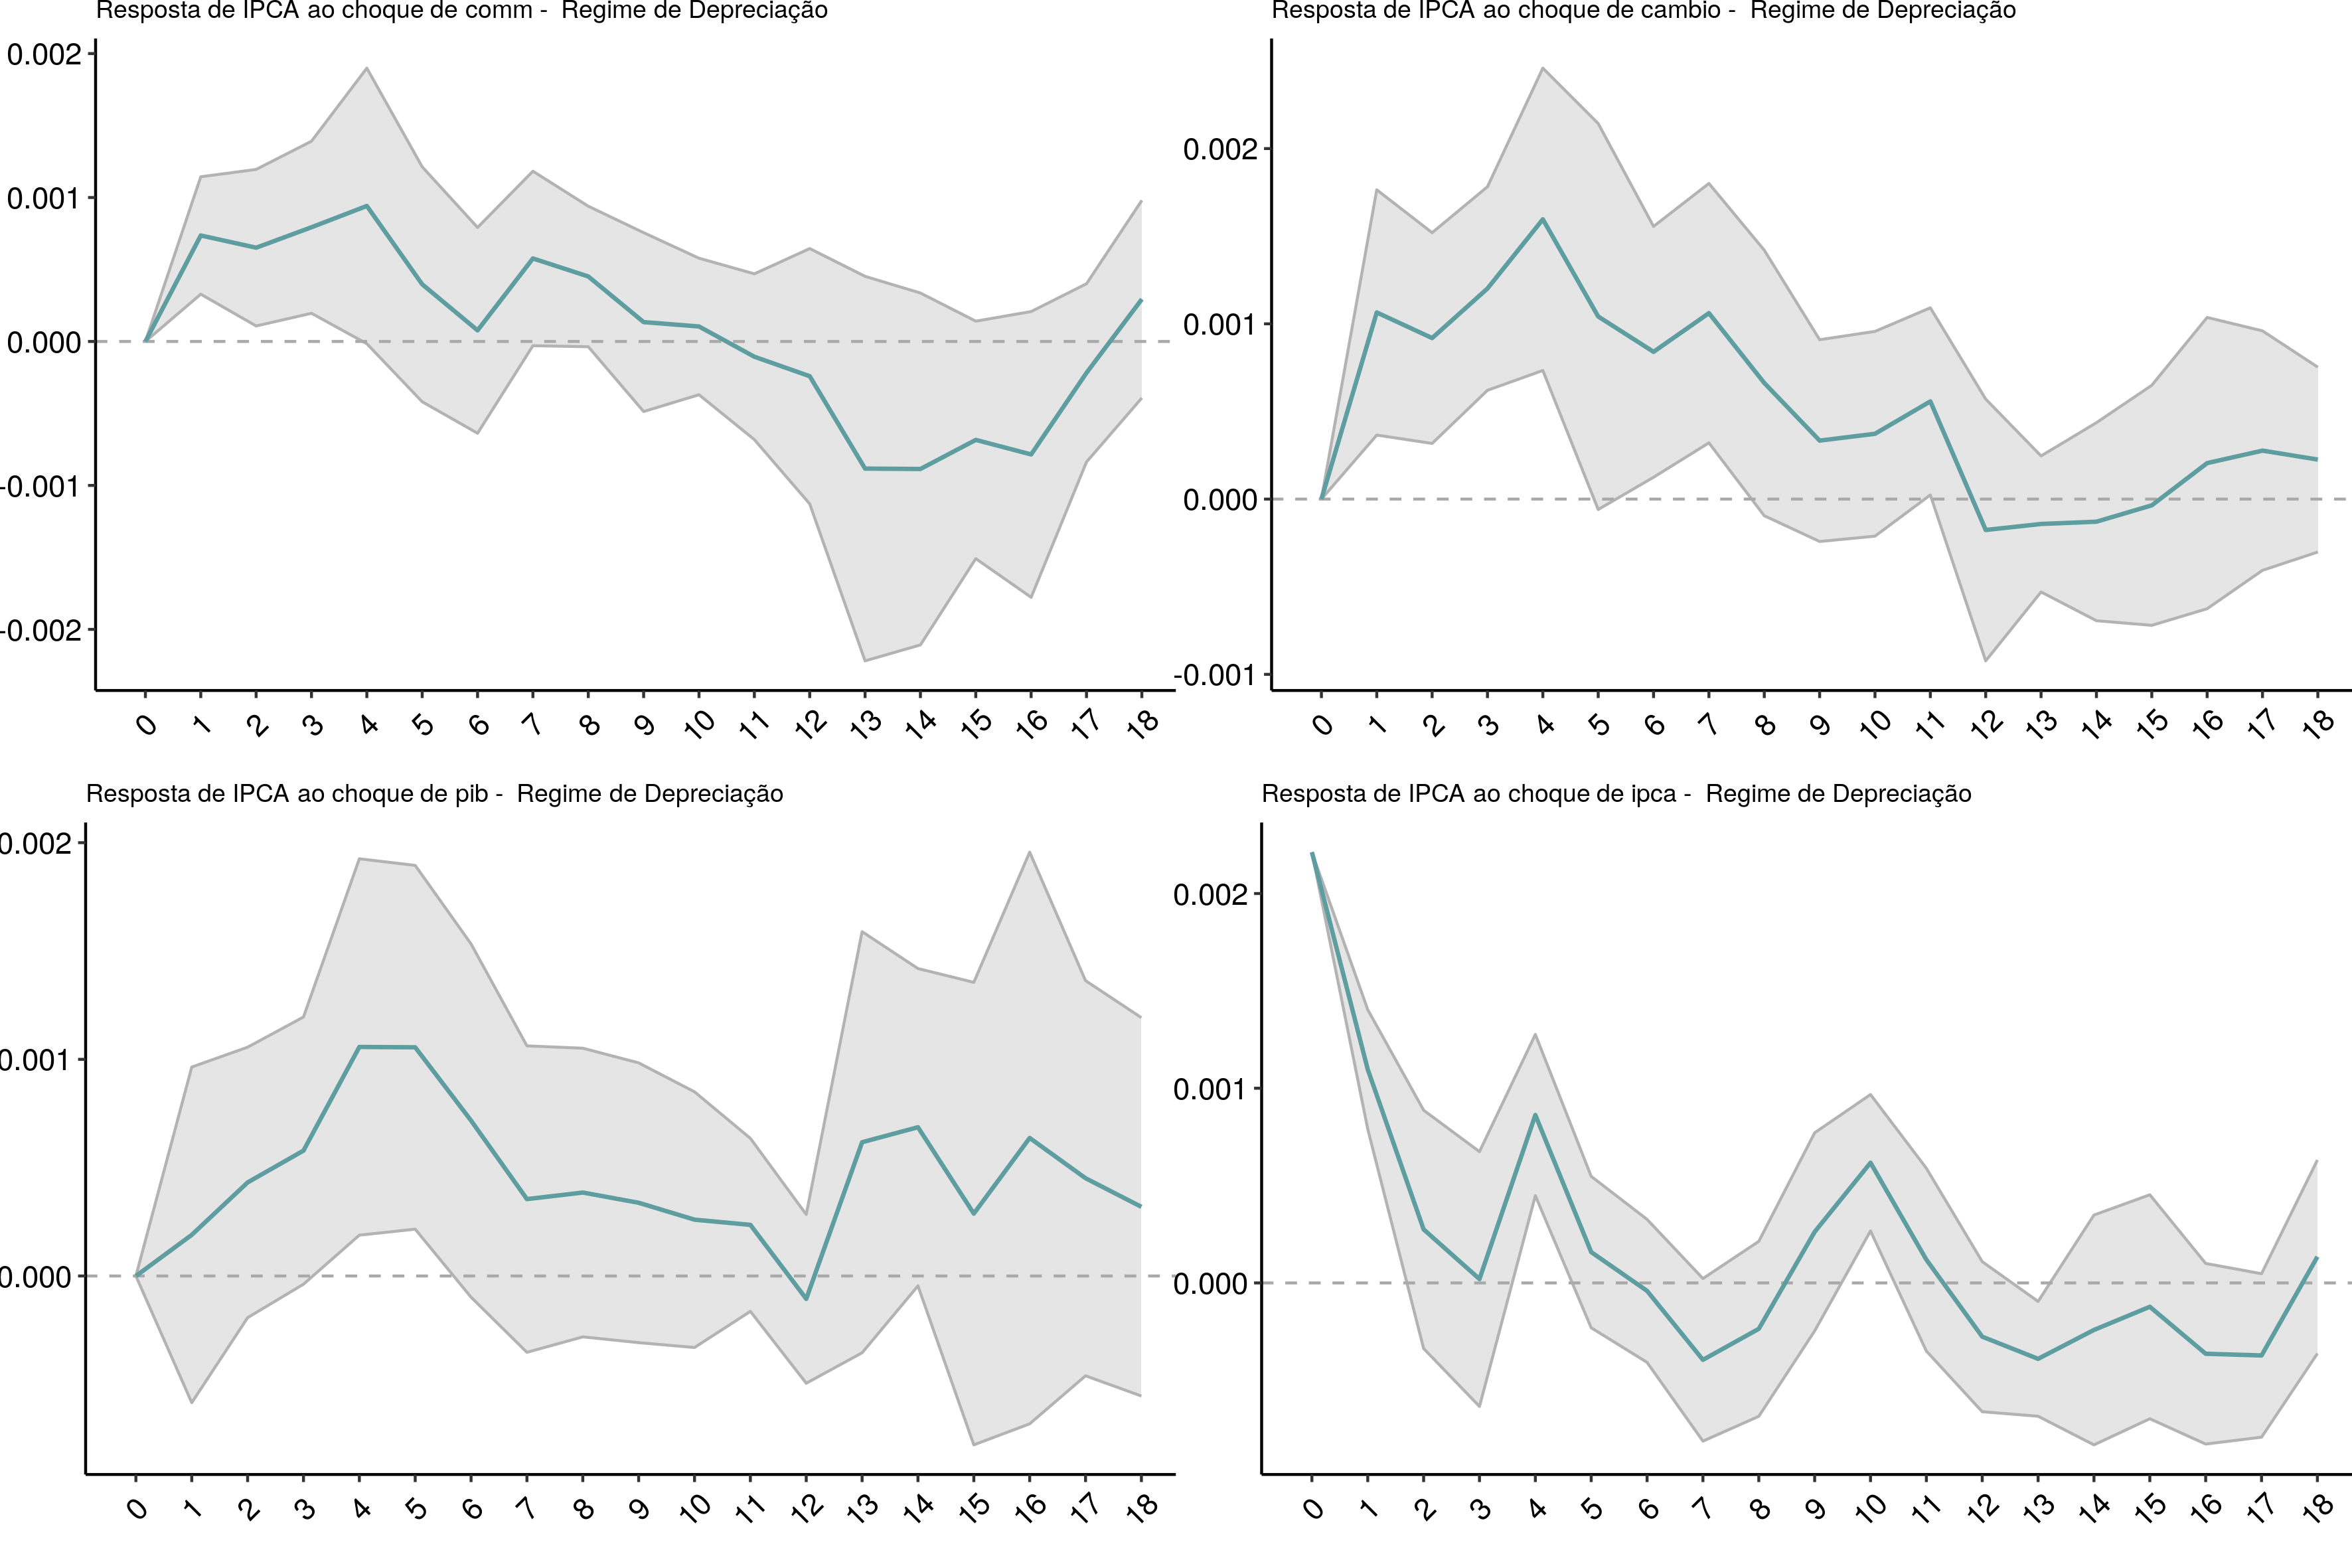 Resposta de IPCA ao choque de comm - Regime de Depreciação
0.002
0.001
0.000
-0.001
-0.002
0 1 2 3 4 5 6 7 8 9 10 11 12 13 14 15 16 17 18
Resposta de IPCA ao choque de cambio - Regime de Depreciação
0.002
0.001
0.000
-0.001
0 1 2 3 4 5 6 7 8 9 10 11 12 13 14 15 16 17 18
Resposta de IPCA ao choque de pib - Regime de Depreciação
0.002
0.001
0.000
0 1 2 3 4 5 6 7 8 9 10 11 12 13 14 15 16 17 18
Resposta de IPCA ao choque de ipca - Regime de Depreciação
0.002
0.001
0.000
0 1 2 3 4 5 6 7 8 9 10 11 12 13 14 15 16 17 18